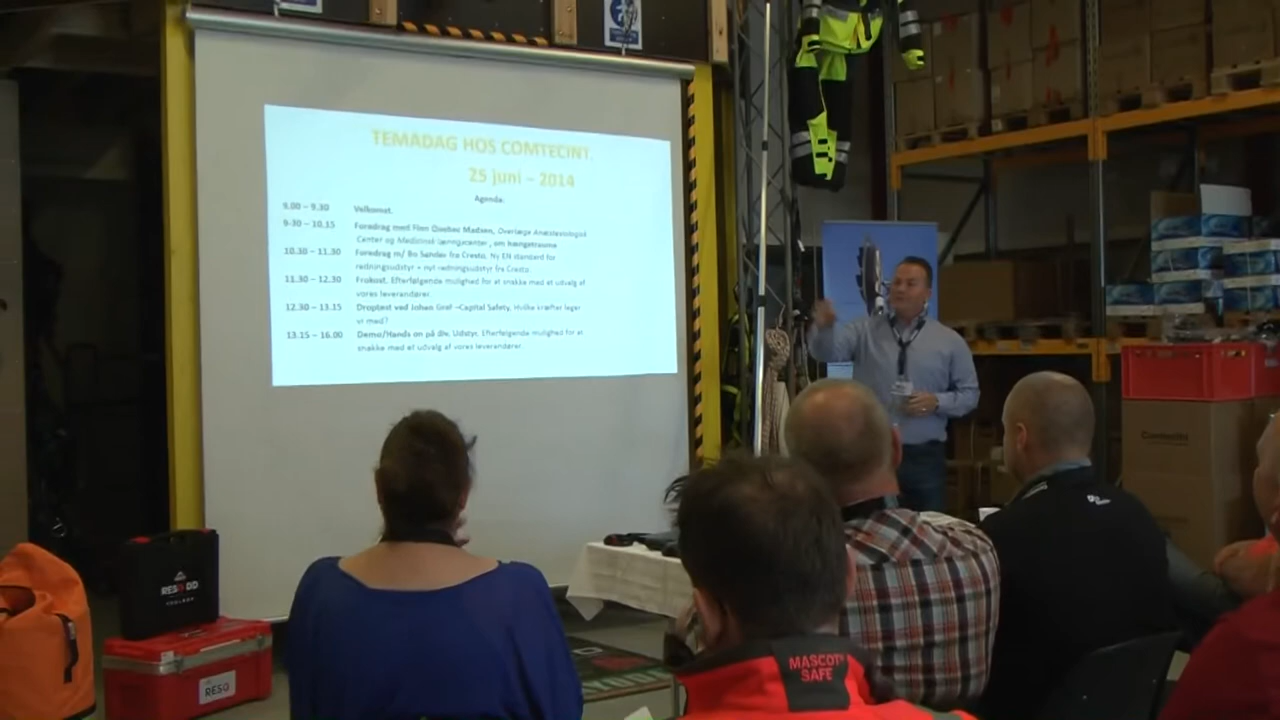 TEMADAG HOS COMTECINT.
25 juni – 2014
Agenda.
9.00 – 9.30 Velkomst.
9-30 – 10.15 Foredrag med Finn Overlæge Anæstesiologisk
Center og Medicinsk læringscenter, om hængetraume
10.30 – 11.30 Foredrag m/ Bo Sander fra Cresto. Ny EN standard for
redningsudstyr + nyt redningsudstyr fra Cresto
11.30 – 12.30 Frokost. Efterfølgende mulighed for at snakke med et udvalg af
vores leverandører.
12.30 – 13.15 Droptest ved Johan Graf –Capital Safety, Hvilke kræfter leger
vi med?
13.15 – 16.00 Demo/Hands on på div. Udstyr. Efterfølgende mulighed for at
snakke med et udvalg af vores leverandører.
RESQ
MASCOT
SAFE